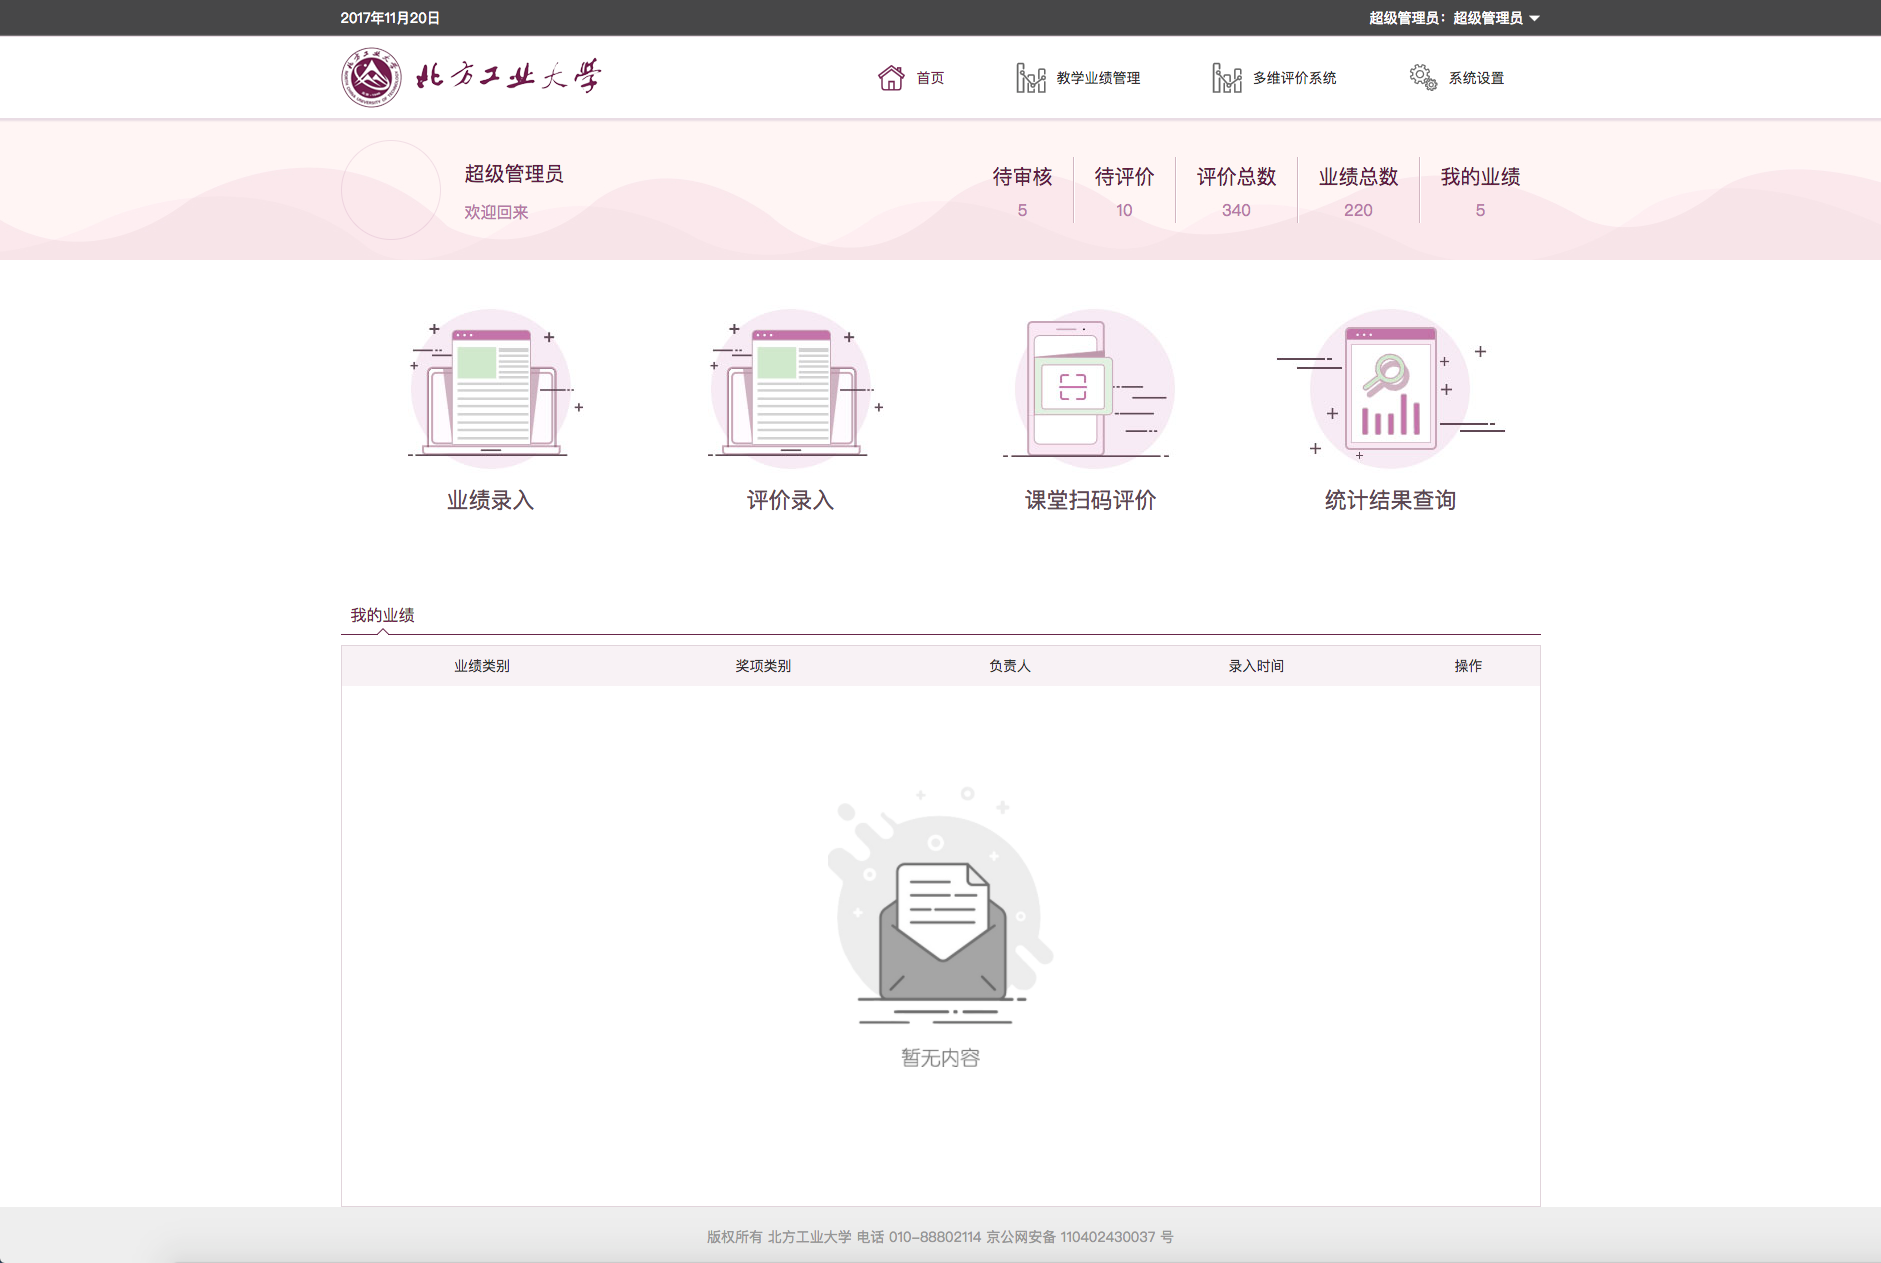 2017年11月20日
超级管理员：超级管理员
北方工业大学
首页
教学业绩管理
多维评价系统
系统设置
超级管理员
欢迎回来
待审核
待评价
评价总数
业绩总数
我的业绩
5
10
340
220
5
业绩录入
评价录入
课堂扫码评价
统计结果查询
我的业绩
业绩类别
奖项类别
负责人
录入时间
操作
暂无内容
版权所有 北方工业大学 电话 010-88802114 京公网安备 110402430037 号